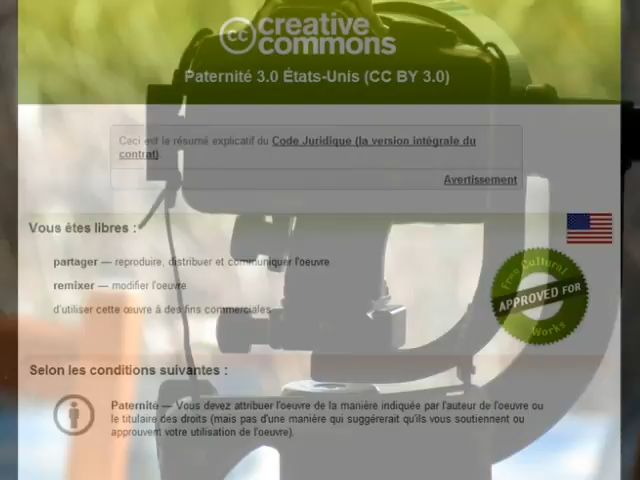 cc creative
commons
Paternité 3.0 États-Unis (CC BY 3.0)
Ceci est le résumé explicatif du Code Juridique (la version intégrale du
contrat).
Avertissement
Vous êtes libres :
partager — reproduire, distribuer et communiquer l'oeuvre
remixer — modifier l'oeuvre
d'utiliser cette œuvre à des fins commerciales
Free Cultural
APPROVED FOR
Works
Selon les conditions suivantes :
Paternité — Vous devez attribuer l'oeuvre de la manière indiquée par l'auteur de l'oeuvre ou
le titulaire des droits (mais pas d'une manière qui suggérerait qu'ils vous soutiennent ou
approuvent votre utilisation de l'oeuvre).